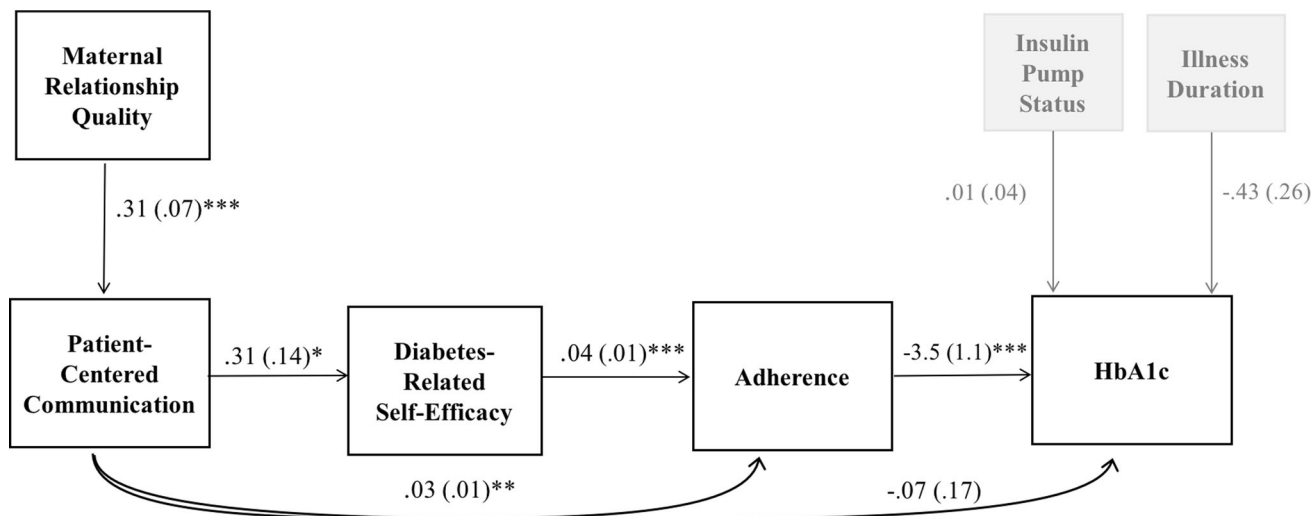 Maternal
Relationship
Quality
Insulin
Pump
Status
Illness
Duration
.31 (.07)***
.01 (.04)
-.43 (.26)
Patient-
Centered
Communication
.31 (.14)*
Diabetes-
Related
Self-Efficacy
.04 (.01)***
Adherence
-3.5 (1.1)***
HbA1c
.03 (.01)**
-.07 (.17)